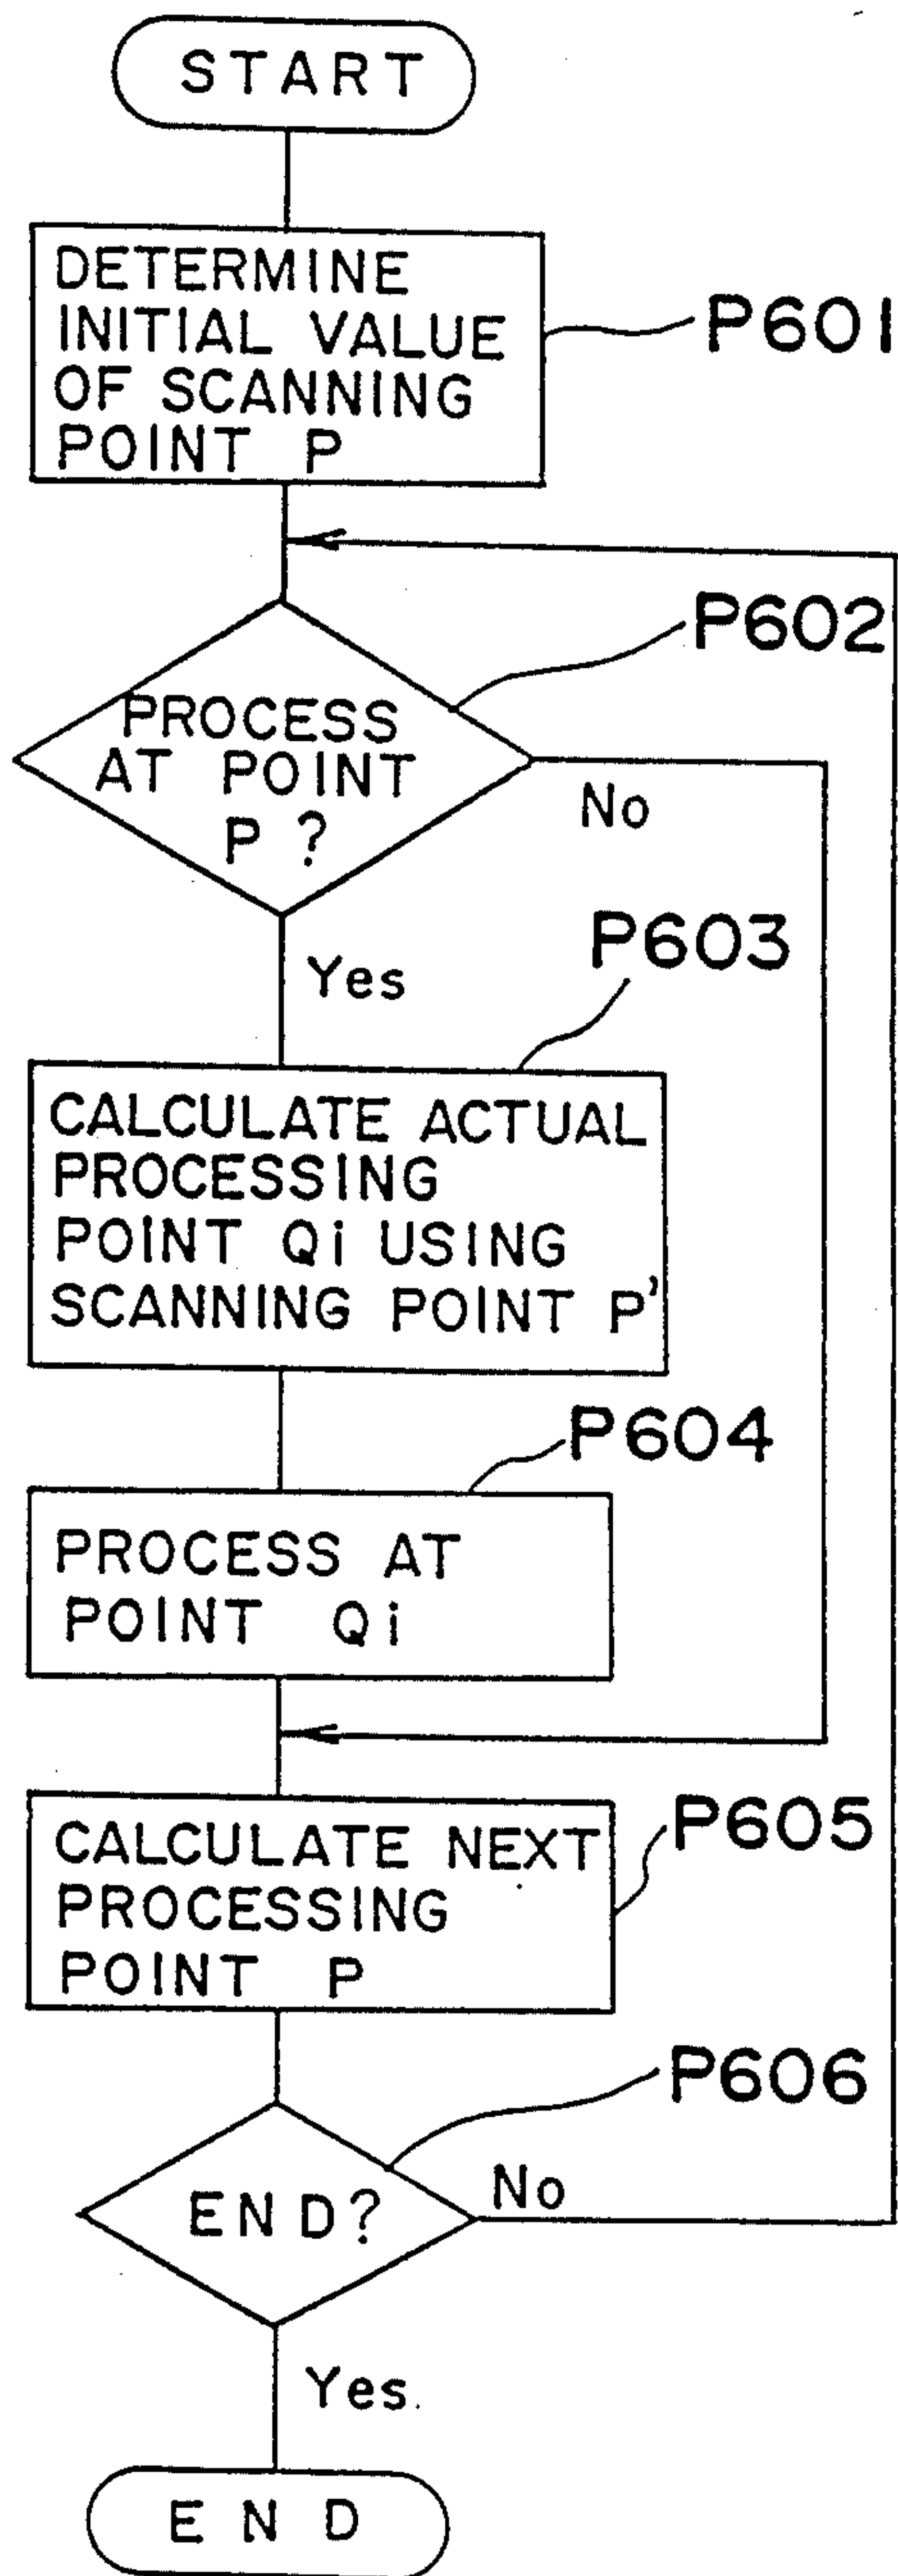 START
DETERMINE
INITIAL VALUE
OF SCANNING
POINT P
P601
P602
PROCESS
AT POINT
P ?
No
Yes
P603
CALCULATE ACTUAL
PROCESSING
POINT Qi USING
SCANNING POINT P'
P604
PROCESS AT
POINT Qi
P605
CALCULATE NEXT
PROCESSING
POINT P
P606
END?
No
Yes
END